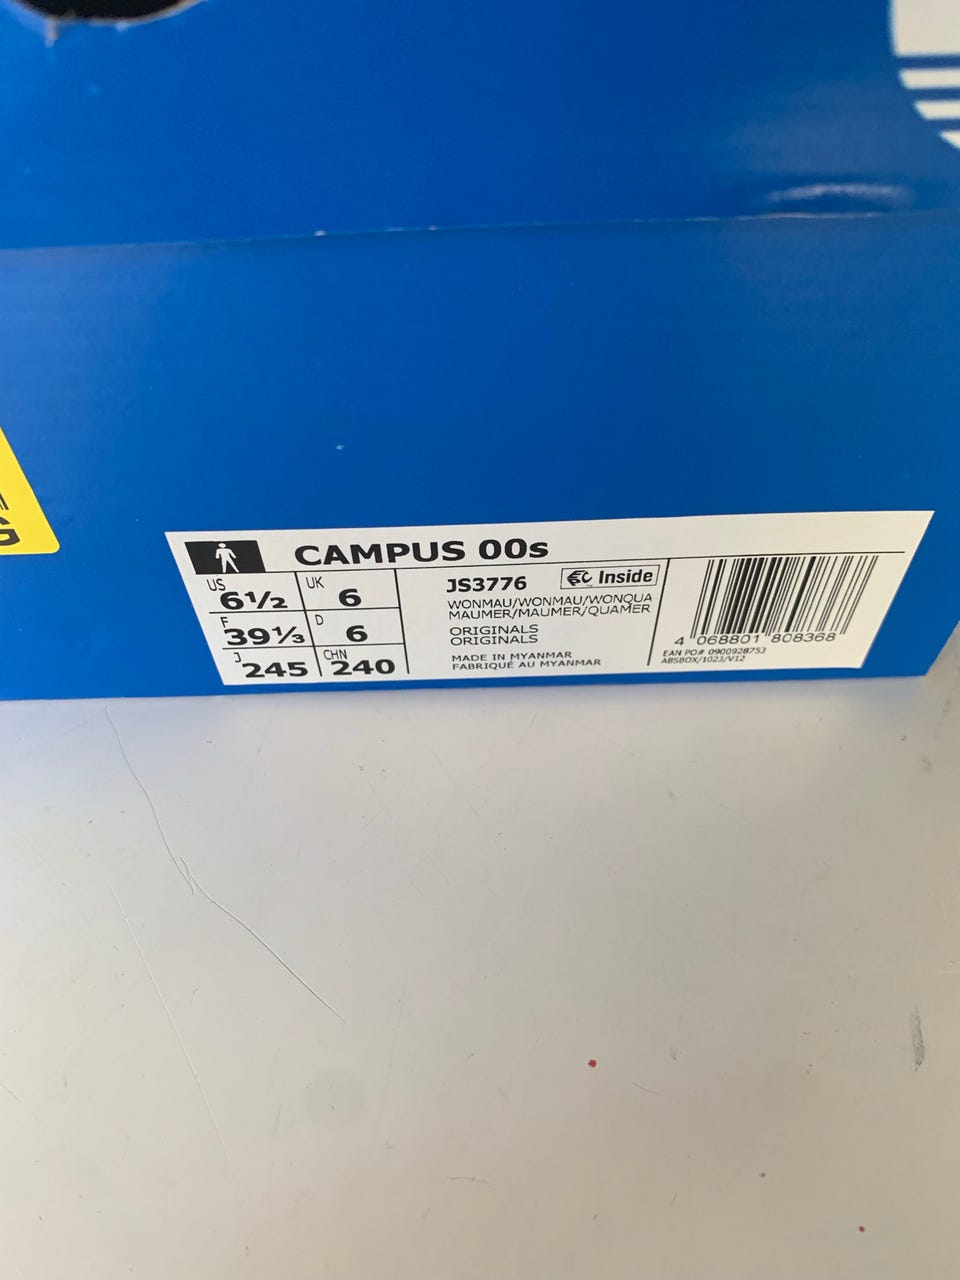 G
CAMPUS 00s
US 6½ UK 6
F 39⅓ D 6
J 245 CHN 240
JS3776 Inside
WONMAU/WONMAU/WONQUA
MAUMER/MAUMER/QUAMER
ORIGINALS
ORIGINALS
MADE IN MYANMAR
FABRIQUÉ AU MYANMAR
4 068801 808368
EAN PO# 0900928753
ABSBOX/1023/V12